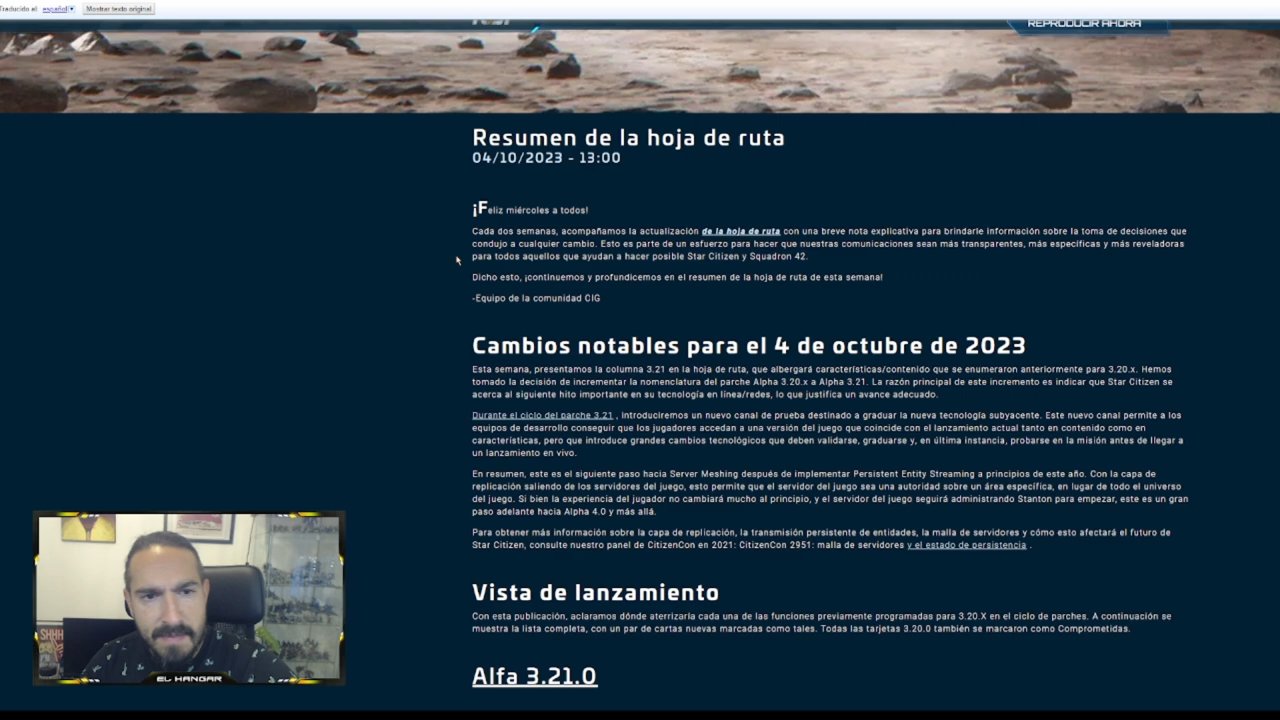 Traducido al: español Mostrar texto original
REPRODUCIR AHORA
Resumen de la hoja de ruta
04/10/2023 - 13:00
¡Feliz miércoles a todos!
Cada dos semanas, acompañamos la actualización de la hoja de ruta con una breve nota explicativa para brindarle información sobre la toma de decisiones que
condujo a cualquier cambio. Esto es parte de un esfuerzo para hacer que nuestras comunicaciones sean más transparentes, más específicas y más reveladoras
para todos aquellos que ayudan a hacer posible Star Citizen y Squadron 42.
Dicho esto, ¡continuemos y profundicemos en el resumen de la hoja de ruta de esta semana!
-Equipo de la comunidad CIG
Cambios notables para el 4 de octubre de 2023
Esta semana, presentamos la columna 3.21 en la hoja de ruta, que albergará características/contenido que se enumeraron anteriormente para 3.20.x. Hemos
tomado la decisión de incrementar la nomenclatura del parche Alpha 3.20.x a Alpha 3.21. La razón principal de este incremento es indicar que Star Citizen se
acerca al siguiente hito importante en su tecnología en línea/redes, lo que justifica un avance adecuado.
Durante el ciclo del parche 3.21 , introduciremos un nuevo canal de prueba destinado a graduar la nueva tecnología subyacente. Este nuevo canal permite a los
equipos de desarrollo conseguir que los jugadores accedan a una versión del juego que coincide con el lanzamiento actual tanto en contenido como en
características, pero que introduce grandes cambios tecnológicos que deben validarse, graduarse y, en última instancia, probarse en la misión antes de llegar a
un lanzamiento en vivo.
En resumen, este es el siguiente paso hacia Server Meshing después de implementar Persistent Entity Streaming a principios de este año. Con la capa de
replicación saliendo de los servidores del juego, esto permite que el servidor del juego sea una autoridad sobre un área específica, en lugar de todo el universo
del juego. Si bien la experiencia del jugador no cambiará mucho al principio, y el servidor del juego seguirá administrando Stanton para empezar, este es un gran
paso adelante hacia Alpha 4.0 y más allá.
Para obtener más información sobre la capa de replicación, la transmisión persistente de entidades, la malla de servidores y cómo esto afectará el futuro de
Star Citizen, consulte nuestro panel de CitizenCon en 2021: CitizenCon 2951: malla de servidores y el estado de persistencia .
Vista de lanzamiento
Con esta publicación, aclaramos dónde aterrizaría cada una de las funciones previamente programadas para 3.20.X en el ciclo de parches. A continuación se
muestra la lista completa, con un par de cartas nuevas marcadas como tales. Todas las tarjetas 3.20.0 también se marcaron como Comprometidas.
Alfa 3.21.0
SHHH
EL HANGAR